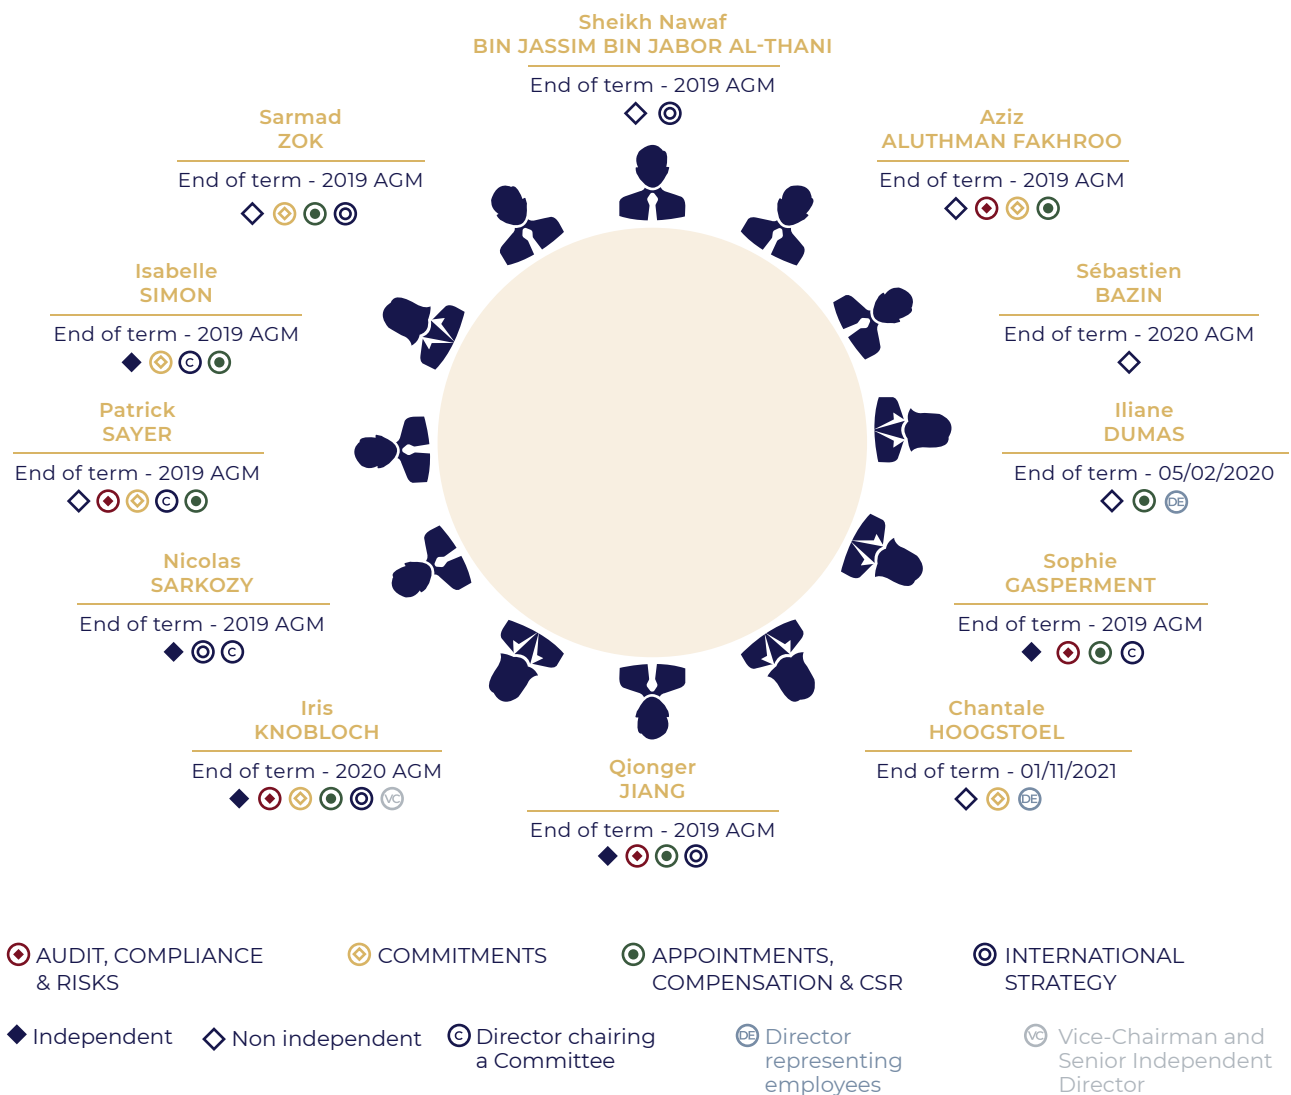 Sheikh Nawaf
BIN JASSIM BIN JABOR AL-THANI
End of term - 2019 AGM
Sarmad
ZOK
End of term - 2019 AGM
Aziz
ALUTHMAN FAKHROO
End of term - 2019 AGM
Isabelle
SIMON
End of term - 2019 AGM
C
Sébastien
BAZIN
End of term - 2020 AGM
Patrick
SAYER
End of term - 2019 AGM
C
Iliane
DUMAS
End of term - 05/02/2020
DE
Nicolas
SARKOZY
End of term - 2019 AGM
C
Sophie
GASPERMENT
End of term - 2019 AGM
C
Iris
KNOBLOCH
End of term - 2020 AGM
VC
Chantale
HOOGSTOEL
End of term - 01/11/2021
DE
Qionger
JIANG
End of term - 2019 AGM
AUDIT, COMPLIANCE
& RISKS
COMMITMENTS
APPOINTMENTS,
COMPENSATION & CSR
INTERNATIONAL
STRATEGY
Independent
Non independent
C Director chairing
a Committee
DE Director
representing
employees
VC Vice-Chairman and
Senior Independent
Director